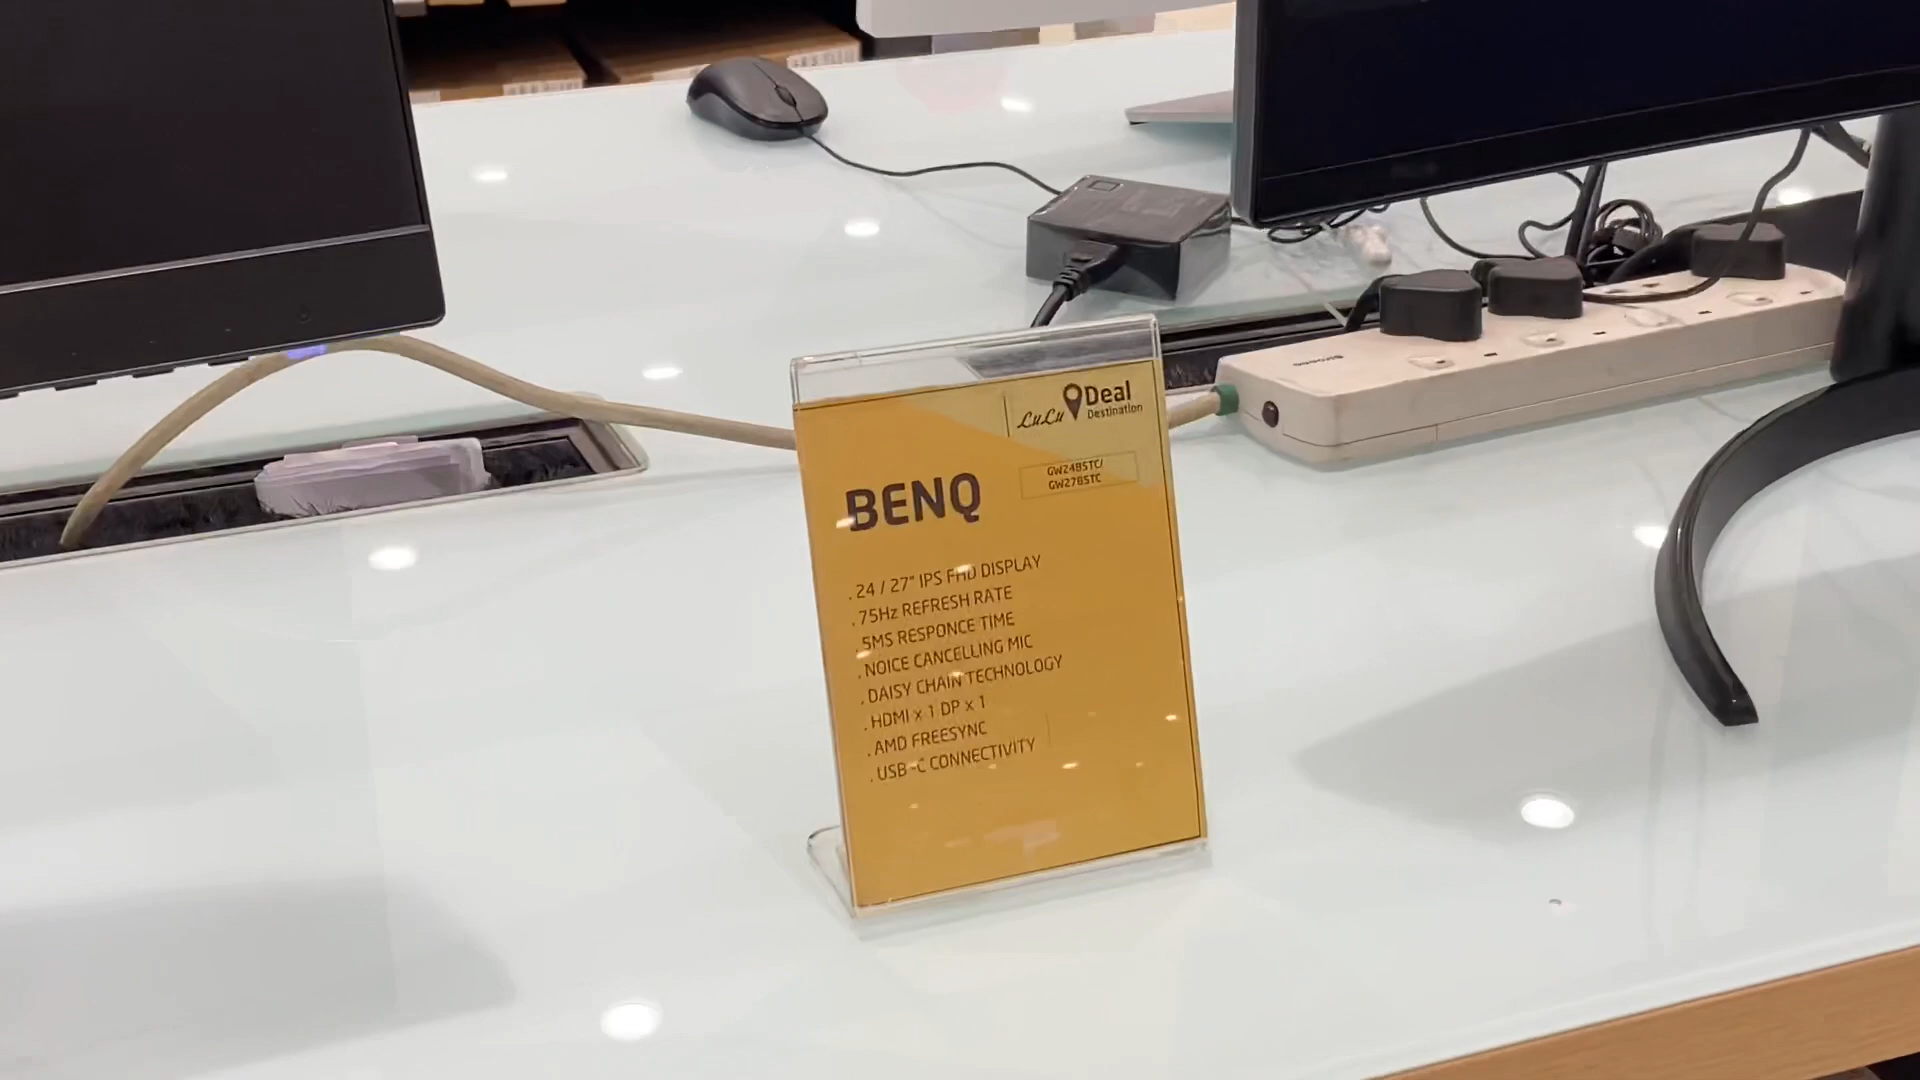 LuLu Deal
Destination
GW2485TC/
GW2785TC
BENQ
. 24 / 27" IPS FHD DISPLAY
. 75Hz REFRESH RATE
. 5MS RESPONCE TIME
. NOICE CANCELLING MIC
. DAISY CHAIN TECHNOLOGY
. HDMI x 1 DP x 1
. AMD FREESYNC
. USB -C CONNECTIVITY